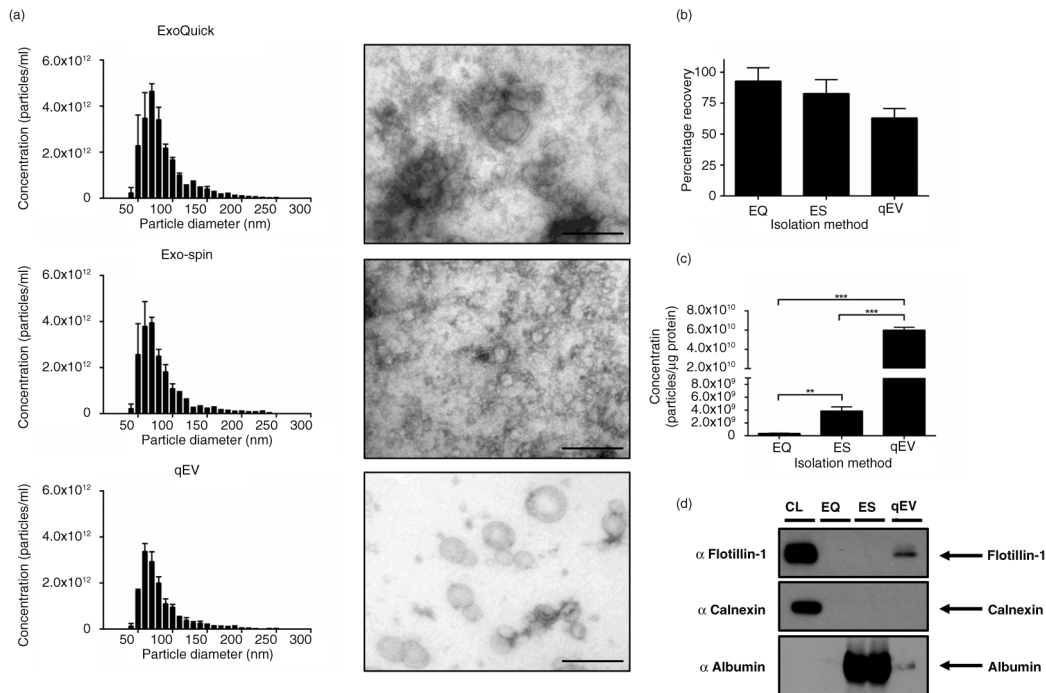 (a)
ExoQuick
Concentration (particles/ml)
6.0x10¹²
4.0x10¹²
2.0x10¹²
0
50 100 150 200 250 300
Particle diameter (nm)
Exo-spin
Concentration (particles/ml)
6.0x10¹²
4.0x10¹²
2.0x10¹²
0
50 100 150 200 250 300
Particle diameter (nm)
qEV
Concentration (particles/ml)
6.0x10¹²
4.0x10¹²
2.0x10¹²
0
50 100 150 200 250 300
Particle diameter (nm)
(b)
Percentage recovery
100
75
50
25
0
EQ ES qEV
Isolation method
(c)
Concentratin
(particles/µg protein)
8.0x10¹⁰
6.0x10¹⁰
4.0x10¹⁰
2.0x10¹⁰
8.0x10⁹
6.0x10⁹
4.0x10⁹
2.0x10⁹
0
***
***
**
EQ ES qEV
Isolation method
(d)
CL EQ ES qEV
α Flotillin-1 Flotillin-1
α Calnexin Calnexin
α Albumin Albumin